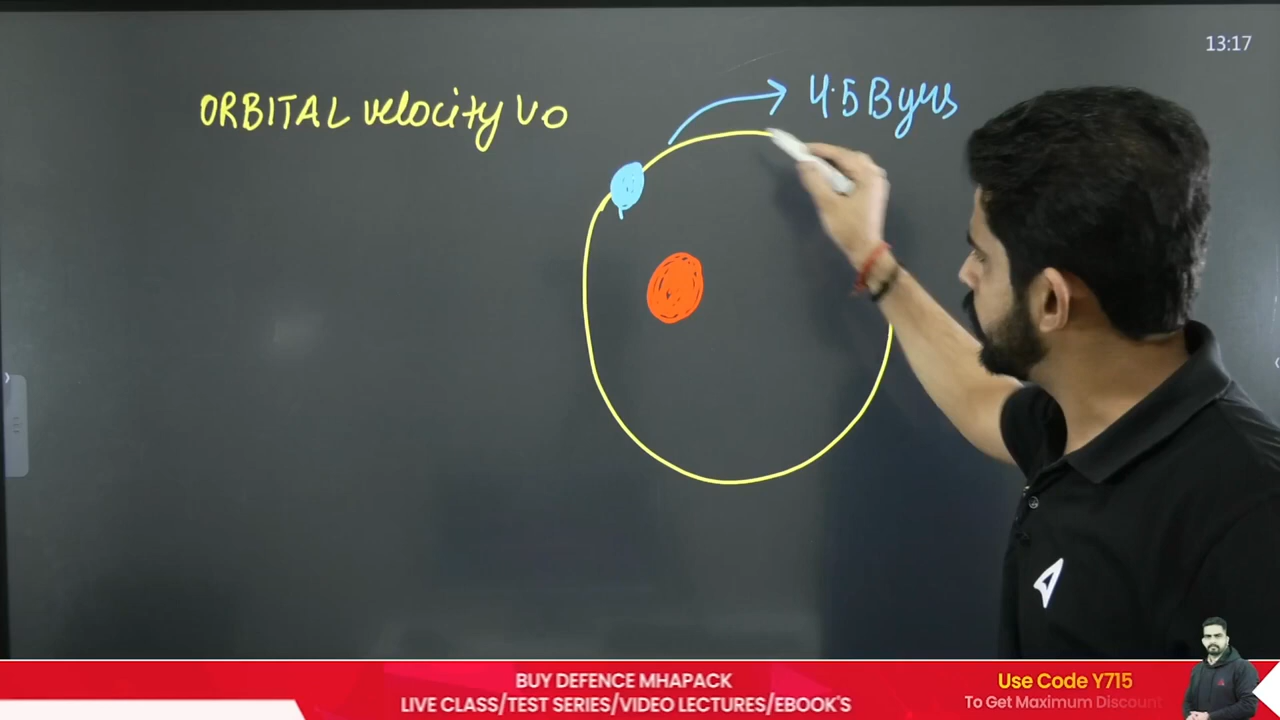 13:17
ORBITAL velocity Vo
4.5 Byrs
BUY DEFENCE MHAPACK
LIVE CLASS/TEST SERIES/VIDEO LECTURES/EBOOK'S
Use Code Y715
To Get Maximum Discount